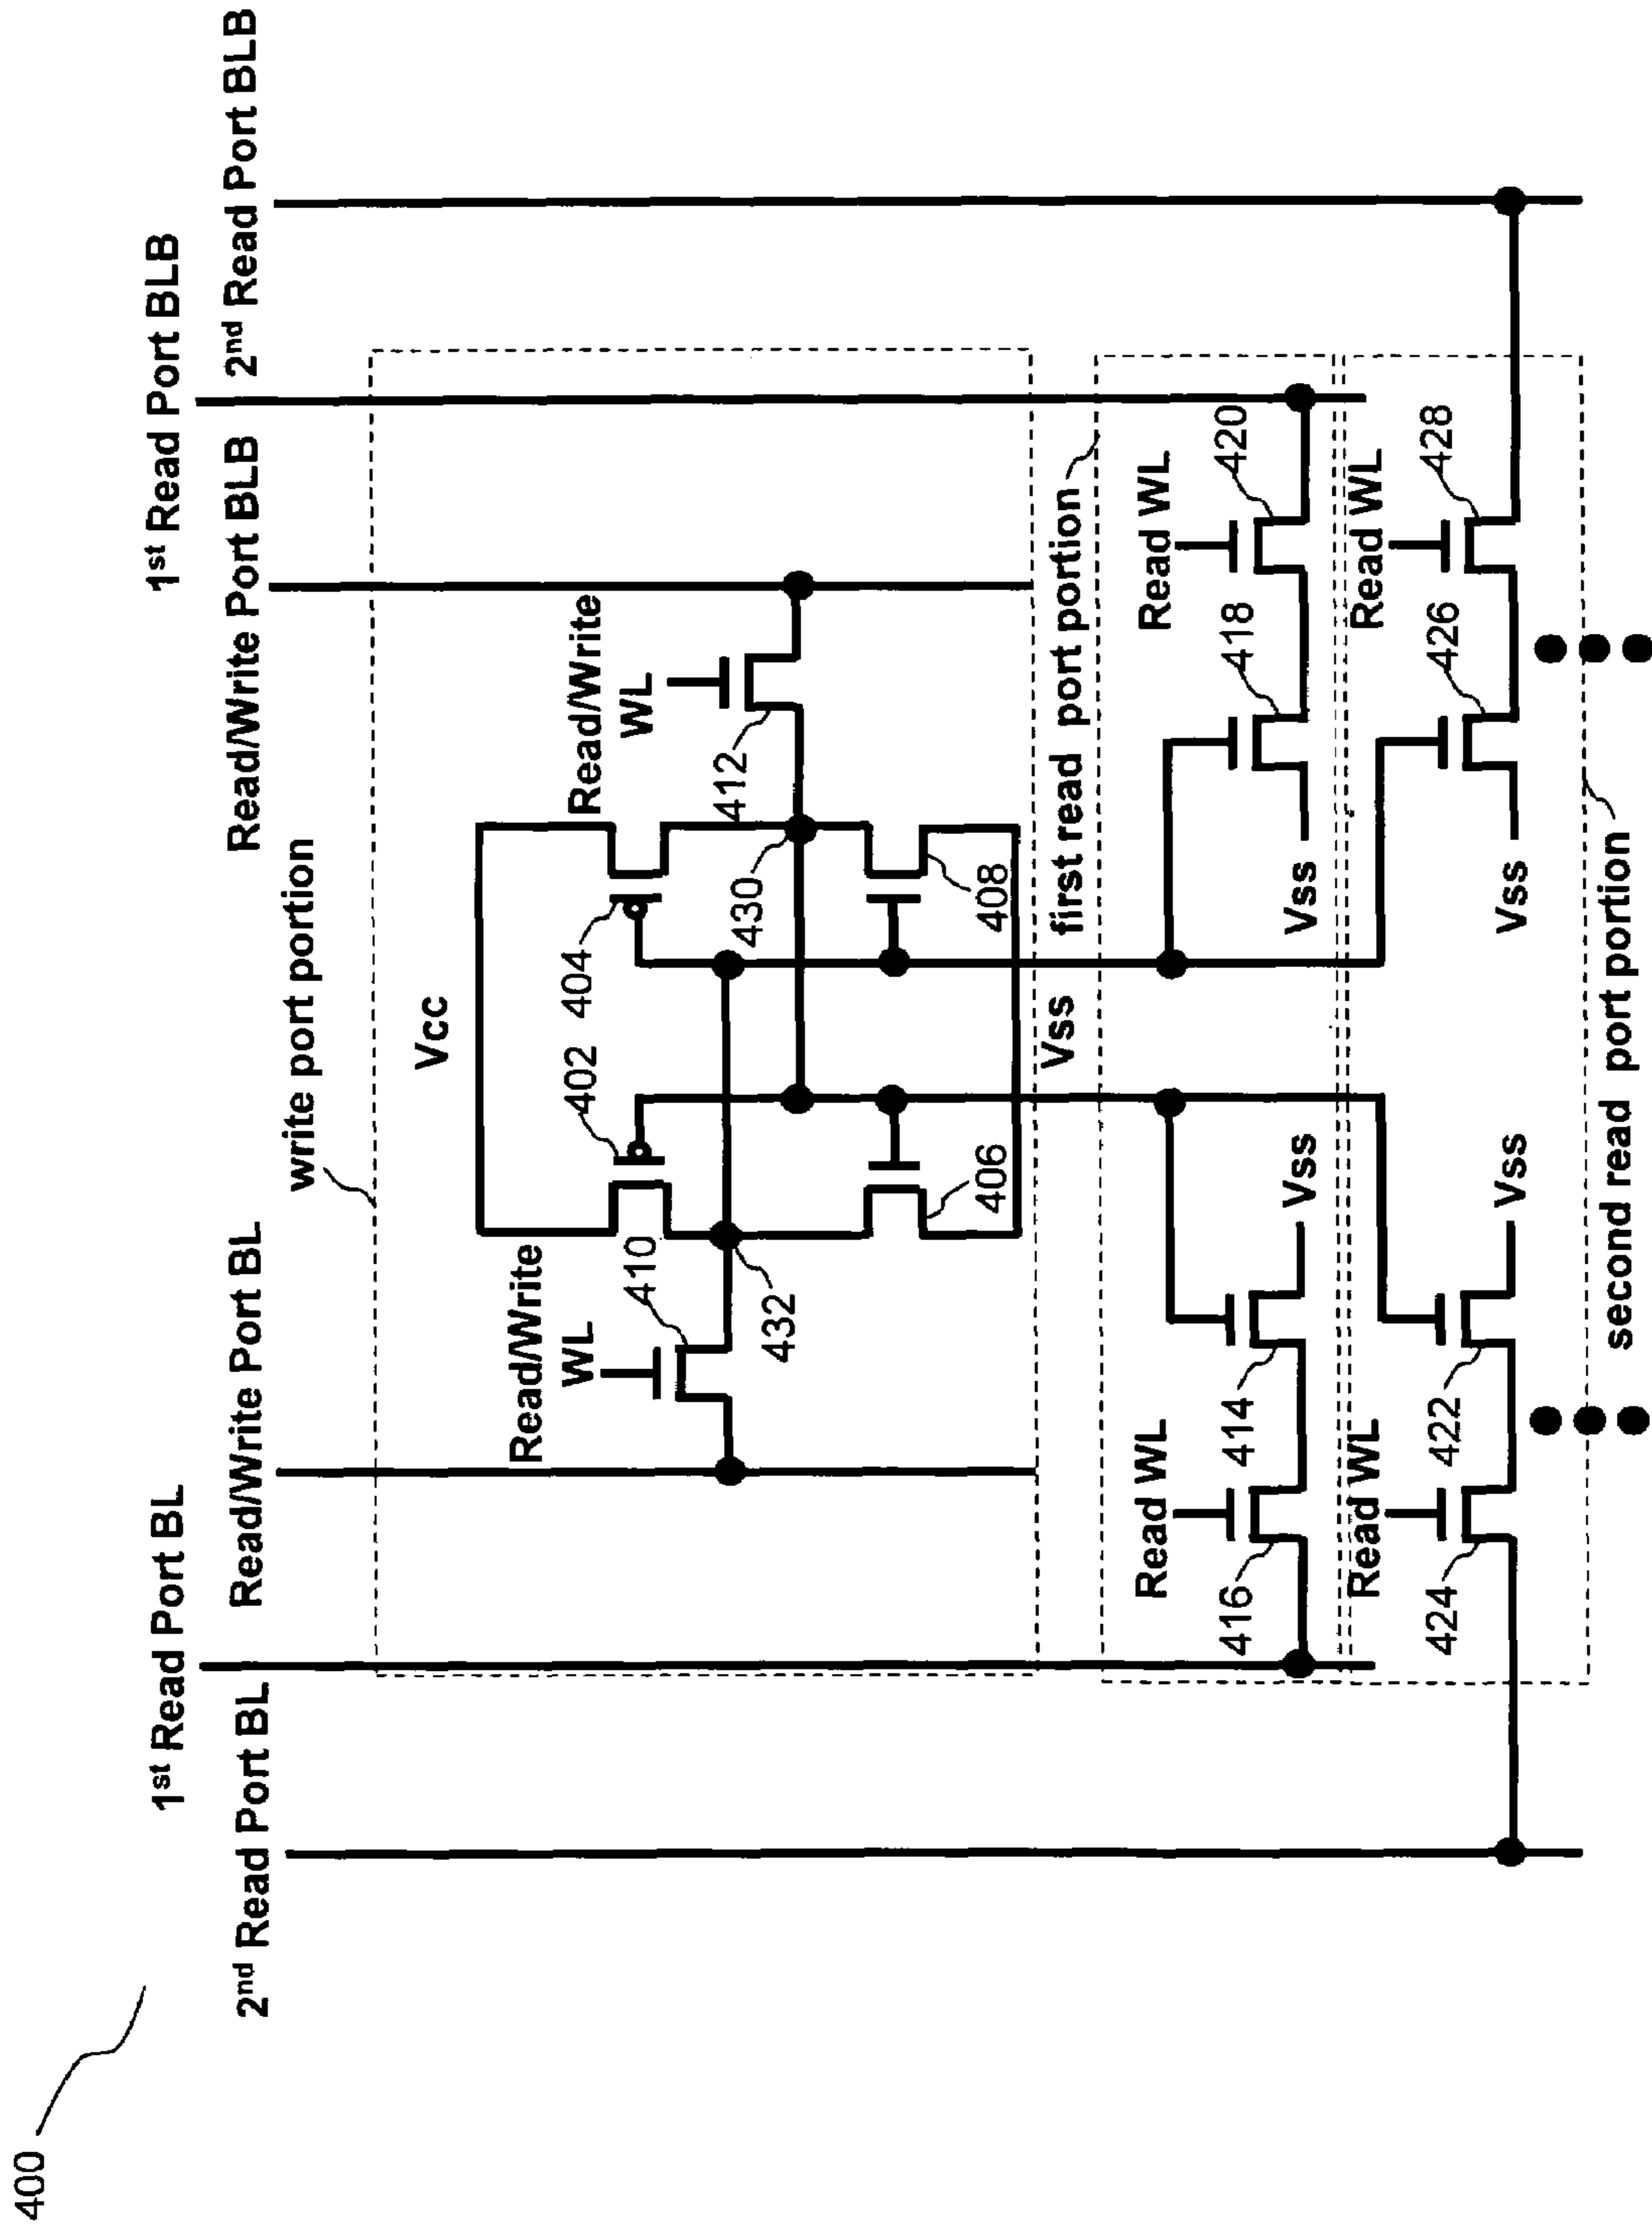 400
1st Read Port BL
1st Read Port BLB
2nd Read Port BL
Read/Write Port BL
Read/Write Port BLB
2nd Read Port BLB
write port portion
Vcc
Read/Write
WL
410
402
404
Read/Write
WL
412
432
430
406
408
Vss
first read port portion
Read WL
416
414
Vss
Vss
418
Read WL
420
Read WL
424
422
Vss
Vss
426
Read WL
428
second read port portion